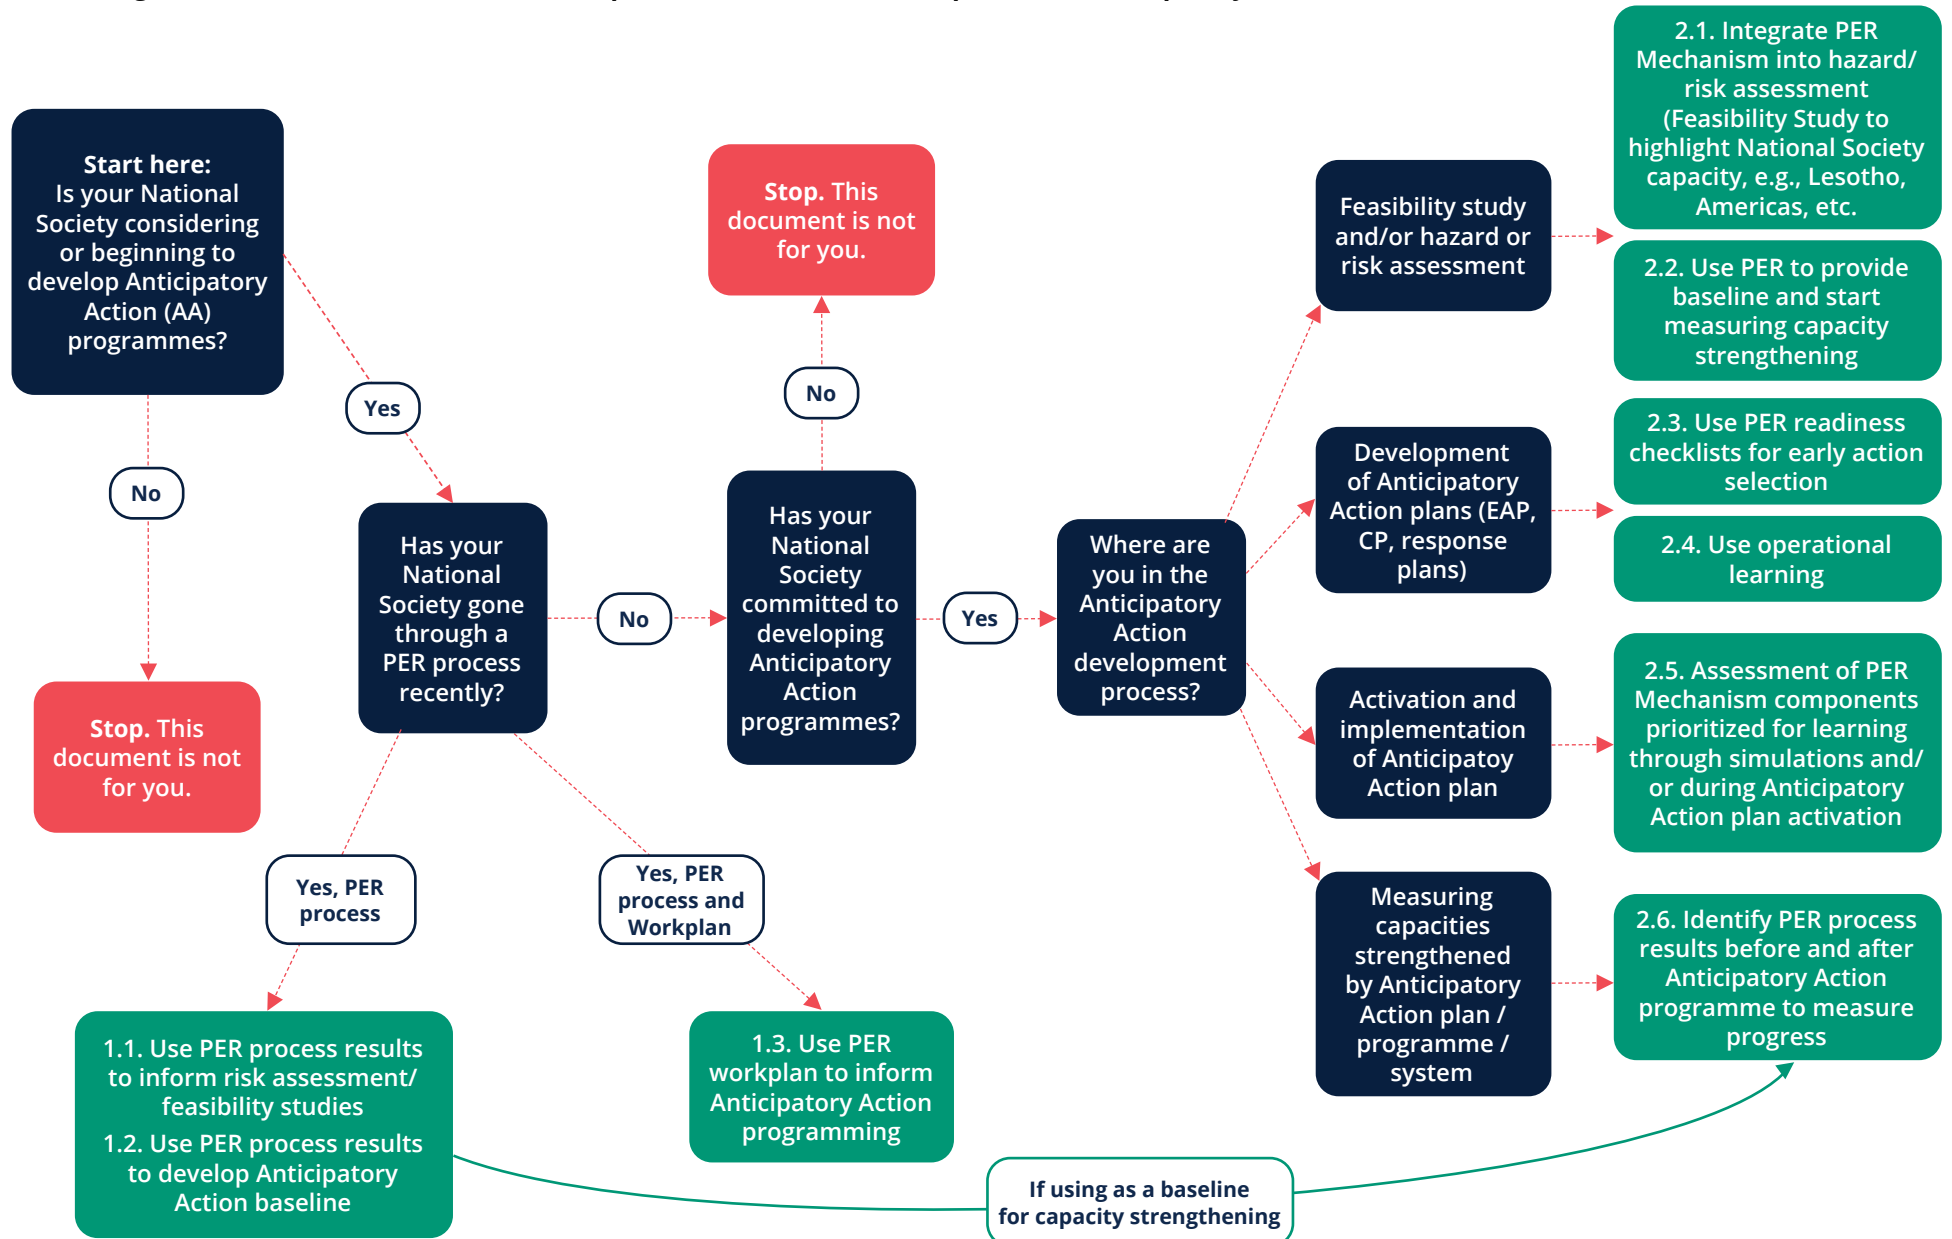 Start here:
Is your National
Society considering
or beginning to
develop Anticipatory
Action (AA)
programmes?
No
Stop. This
document is not
for you.
Yes
Has your
National
Society gone
through a
PER process
recently?
Yes, PER
process
1.1. Use PER process results
to inform risk assessment/
feasibility studies
1.2. Use PER process results
to develop Anticipatory
Action baseline
Yes, PER
process and
Workplan
1.3. Use PER
workplan to inform
Anticipatory Action
programming
If using as a baseline
for capacity strengthening
No
Has your
National
Society
committed to
developing
Anticipatory
Action
programmes?
No
Stop. This
document is not
for you.
Yes
Where are
you in the
Anticipatory
Action
development
process?
Feasibility study
and/or hazard or
risk assessment
2.1. Integrate PER
Mechanism into hazard/
risk assessment
(Feasibility Study to
highlight National Society
capacity, e.g., Lesotho,
Americas, etc.
2.2. Use PER to provide
baseline and start
measuring capacity
strengthening
Development
of Anticipatory
Action plans (EAP,
CP, response
plans)
2.3. Use PER readiness
checklists for early action
selection
2.4. Use operational
learning
Activation and
implementation
of Anticipatoy
Action plan
2.5. Assessment of PER
Mechanism components
prioritized for learning
through simulations and/
or during Anticipatory
Action plan activation
Measuring
capacities
strengthened
by Anticipatory
Action plan /
programme /
system
2.6. Identify PER process
results before and after
Anticipatory Action
programme to measure
progress